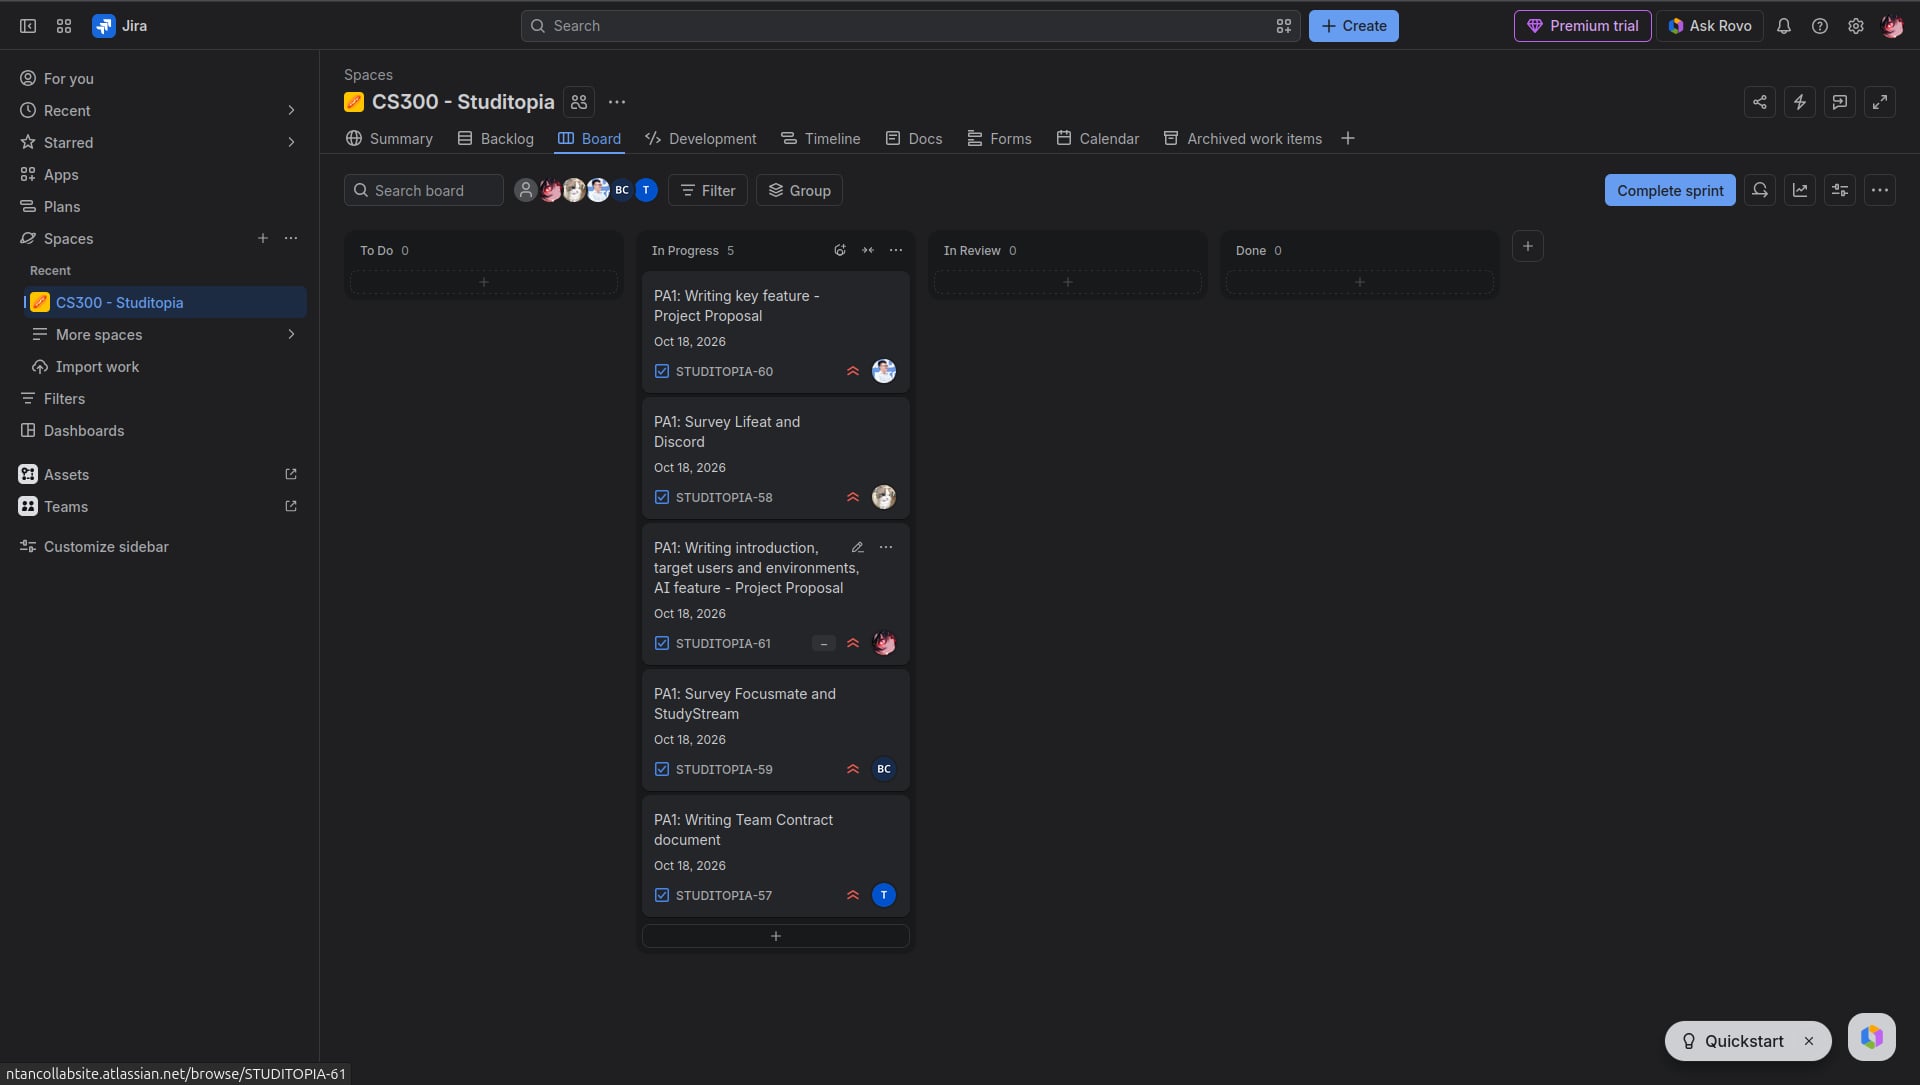 Jira
Search
Create
Premium trial
Ask Rovo
For you
Recent
Starred
Apps
Plans
Spaces
Recent
CS300 - Studitopia
More spaces
Import work
Filters
Dashboards
Assets
Teams
Customize sidebar
Spaces
CS300 - Studitopia
Summary
Backlog
Board
Development
Timeline
Docs
Forms
Calendar
Archived work items
Search board
BC
T
Filter
Group
Complete sprint
To Do 0
In Progress 5
PA1: Writing key feature -
Project Proposal
Oct 18, 2026
STUDITOPIA-60
PA1: Survey Lifeat and
Discord
Oct 18, 2026
STUDITOPIA-58
PA1: Writing introduction,
target users and environments,
AI feature - Project Proposal
Oct 18, 2026
STUDITOPIA-61
-
PA1: Survey Focusmate and
StudyStream
Oct 18, 2026
STUDITOPIA-59
BC
PA1: Writing Team Contract
document
Oct 18, 2026
STUDITOPIA-57
T
In Review 0
Done 0
Quickstart
ntancollabsite.atlassian.net/browse/STUDITOPIA-61